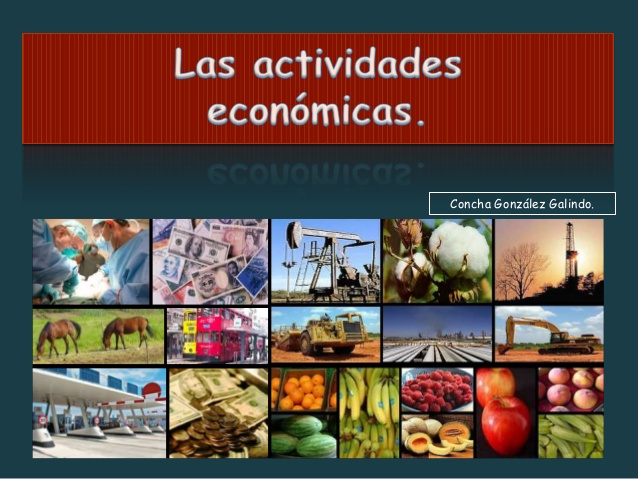 Las actividades
económicas.
Concha González Galindo.